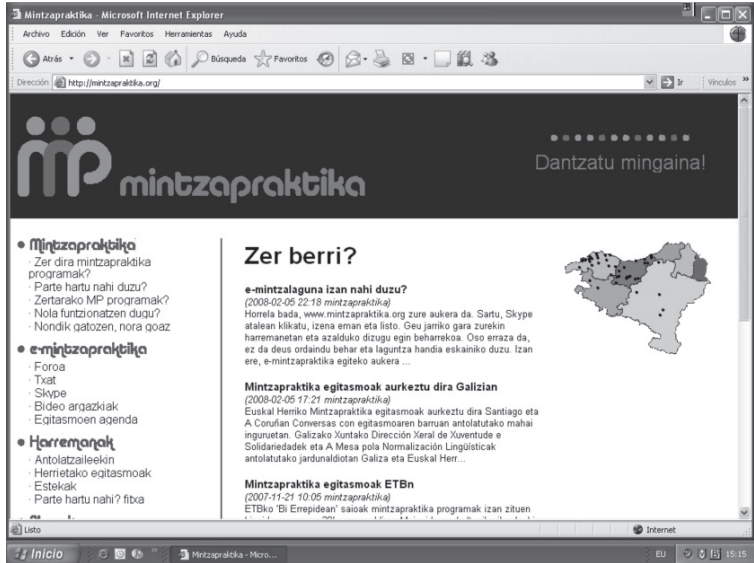 Mintzapraktika - Microsoft Internet Explorer
Archivo Edición Ver Favoritos Herramientas Ayuda
Atrás Búsqueda Favoritos
Dirección http://mintzapraktika.org/ Ir Vínculos »
mp mintzapraktika
Dantzatu mingaina!
• Mintzapraktika
· Zer dira mintzapraktika
programak?
· Parte hartu nahi duzu?
· Zertarako MP programak?
· Nola funtzionatzen dugu?
· Nondik gatozen, nora goaz
• e-mintzapraktika
· Foroa
· Txat
· Skype
· Bideo argazkiak
· Egitasmoen agenda
• Harremanak
· Antolatzaileekin
· Herrietako egitasmoak
· Estekak
· Parte hartu nahi? fitxa
Zer berri?
e-mintzalaguna izan nahi duzu?
(2008-02-05 22:18 mintzapraktika)
Horrela bada, www.mintzapraktika.org zure aukera da. Sartu, Skype
atalean klikatu, izena eman eta listo. Geu jarriko gara zurekin
harremanetan eta azalduko dizugu egin beharrekoa. Oso erraza da,
ez da deus ordaindu behar eta laguntza handia eskainiko duzu. Izan
ere, e-mintzapraktika egiteko aukera ...
Mintzapraktika egitasmoak aurkeztu dira Galizian
(2008-02-05 17:21 mintzapraktika)
Euskal Herriko Mintzapraktika egitasmoak aurkeztu dira Santiago eta
A Coruñan Conversas con egitasmoaren barruan antolatutako mahai
inguruetan. Galizako Xuntako Dirección Xeral de Xuventude e
Solidariedadek eta A Mesa pola Normalización Lingüísticak
antolatutako jardunaldiotan Galiza eta Euskal Herr...
Mintzapraktika egitasmoak ETBn
(2007-11-21 10:05 mintzapraktika)
ETBko 'Bi Errepidean' saioak mintzapraktika programak izan zituen
Listo Internet
Inicio » Mintzapraktika - Micro... EU 15:15